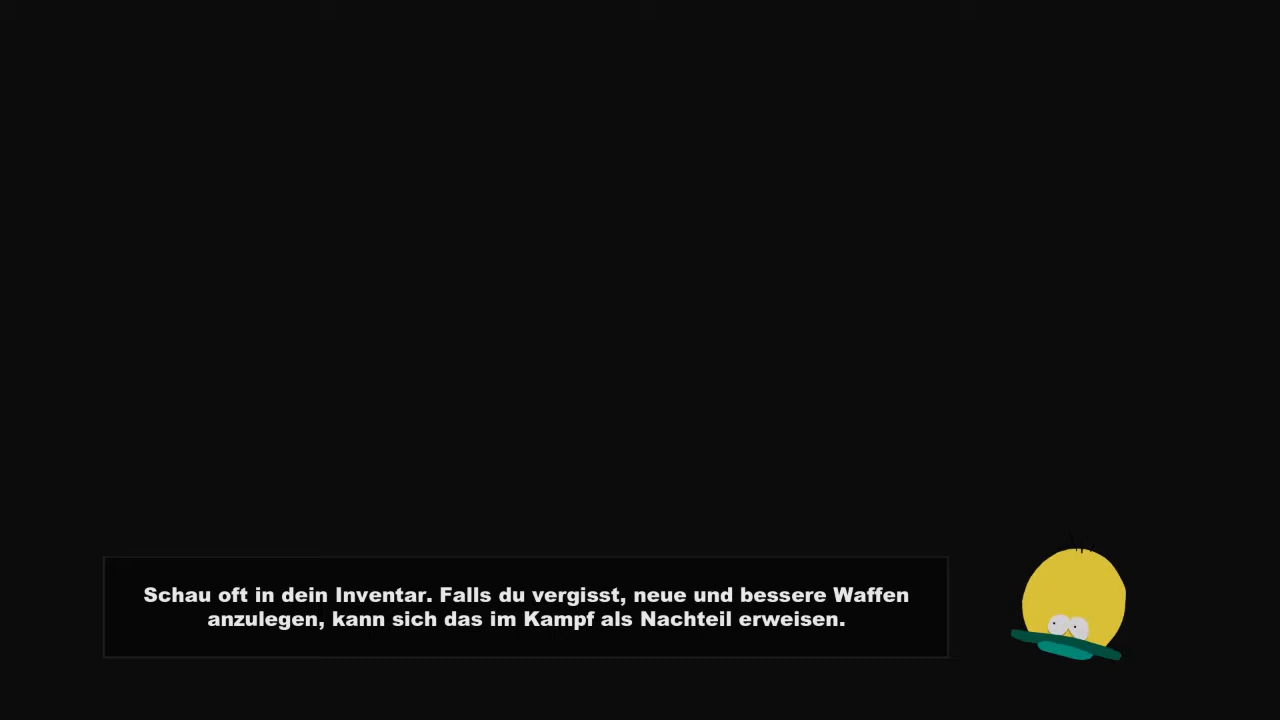 Schau oft in dein Inventar. Falls du vergisst, neue und bessere Waffen
anzulegen, kann sich das im Kampf als Nachteil erweisen.